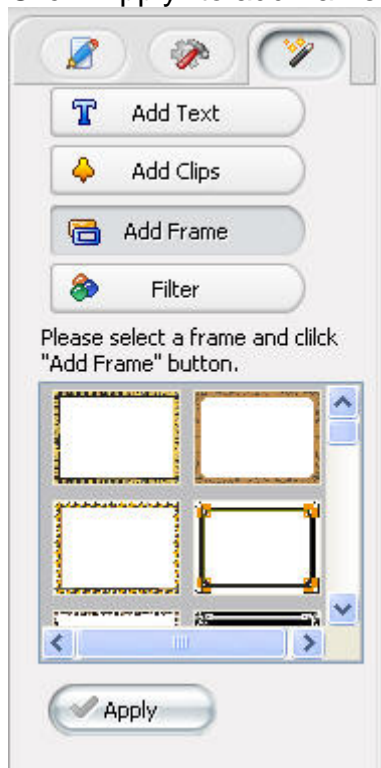 Add Text
Add Clips
Add Frame
Filter
Please select a frame and clilck
"Add Frame" button.
Apply